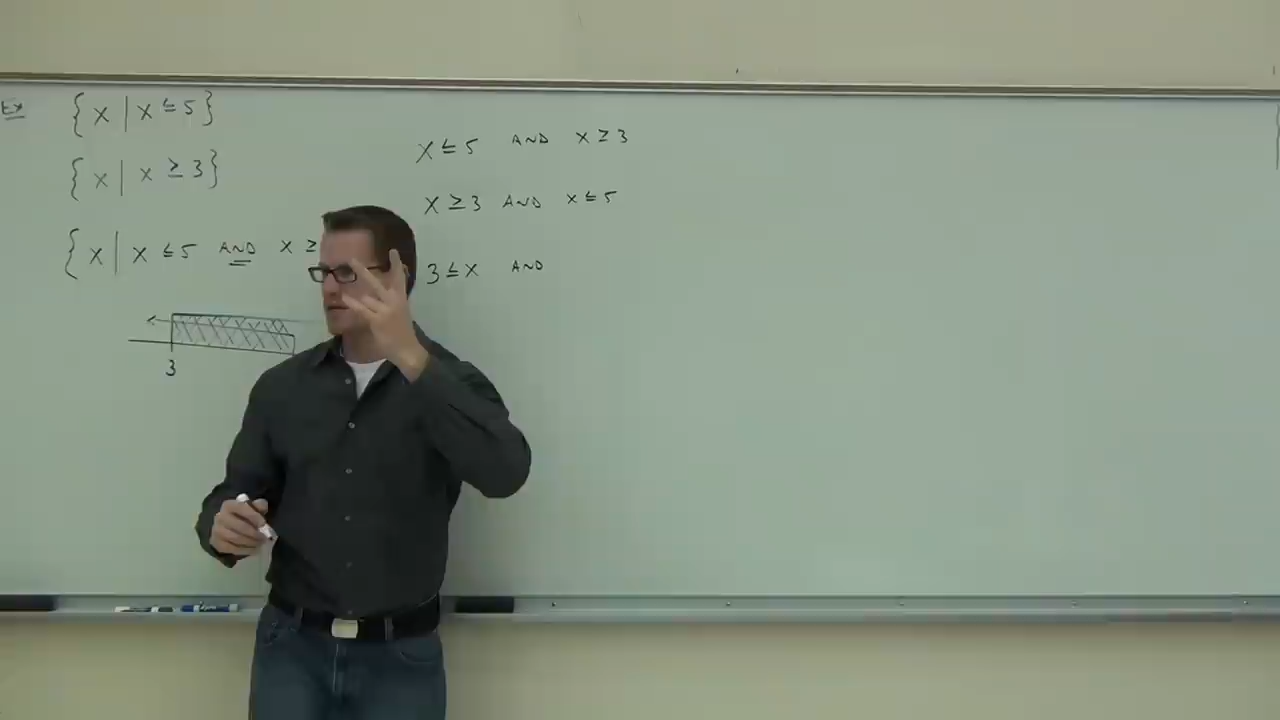 Ex {x | x ≤ 5}
{x | x ≥ 3}
{x | x ≤ 5 AND x ≥
3
x ≤ 5 AND x ≥ 3
x ≥ 3 AND x ≤ 5
3 ≤ x AND